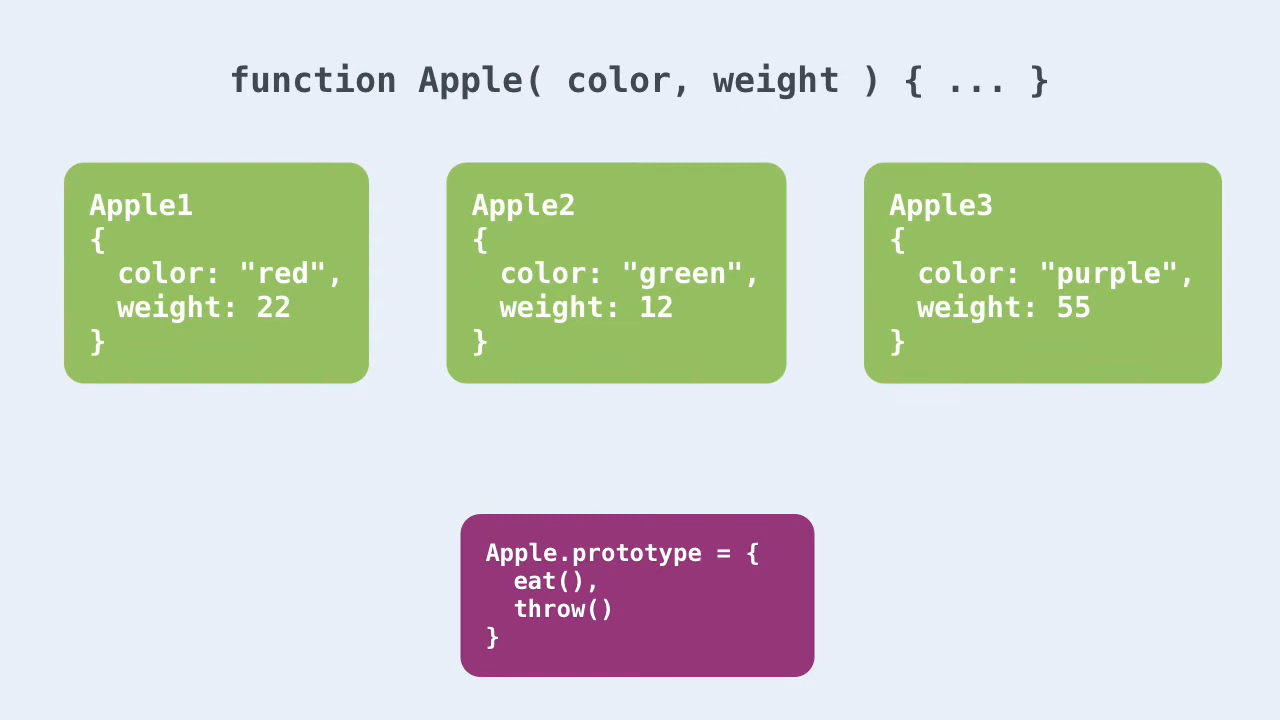 function Apple( color, weight ) { ... }
Apple1
{
  color: "red",
  weight: 22
}
Apple2
{
  color: "green",
  weight: 12
}
Apple3
{
  color: "purple",
  weight: 55
}
Apple.prototype = {
  eat(),
  throw()
}